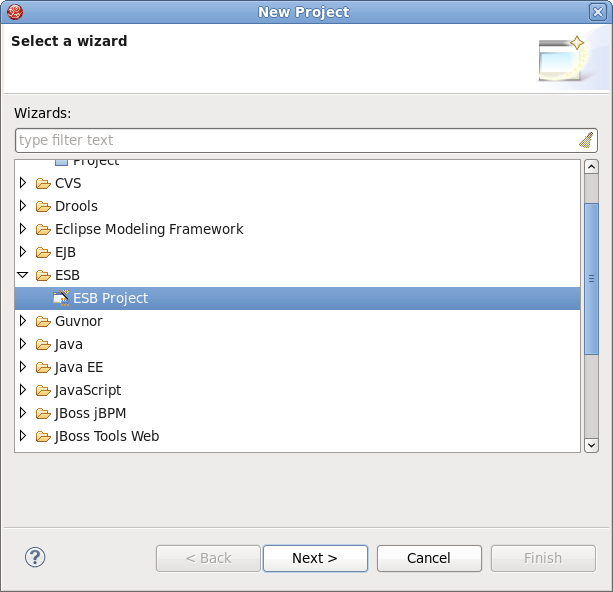 New Project
Select a wizard
Wizards:
type filter text
Project
CVS
Drools
Eclipse Modeling Framework
EJB
ESB
ESB Project
Guvnor
Java
Java EE
JavaScript
JBoss jBPM
JBoss Tools Web
? < Back Next > Cancel Finish